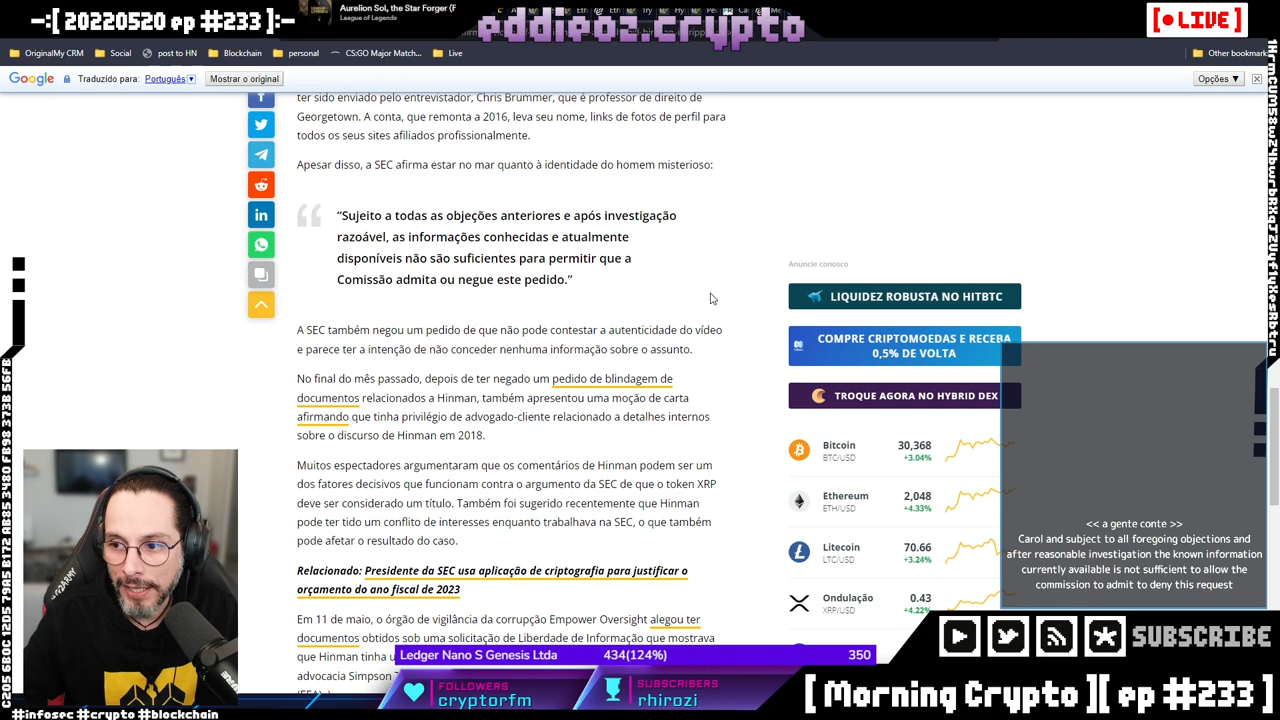 -:[ 20220520 ep #233 ]:-
Aurelion Sol, the Star Forger (F
League of Legends
eddieoz.crypto
[● LIVE]
OriginalMy CRM
Social
post to HN
Blockchain
personal
CS:GO Major Match...
Live
Other bookmark
Google
Traduzido para: Português
Mostrar o original
Opções ▼
ter sido enviado pelo entrevistador, Chris Brummer, que é professor de direito de
Georgetown. A conta, que remonta a 2016, leva seu nome, links de fotos de perfil para
todos os seus sites afiliados profissionalmente.
Apesar disso, a SEC afirma estar no mar quanto à identidade do homem misterioso:
“Sujeito a todas as objeções anteriores e após investigação
razoável, as informações conhecidas e atualmente
disponíveis não são suficientes para permitir que a
Comissão admita ou negue este pedido.”
A SEC também negou um pedido de que não pode contestar a autenticidade do vídeo
e parece ter a intenção de não conceder nenhuma informação sobre o assunto.
No final do mês passado, depois de ter negado um pedido de blindagem de
documentos relacionados a Hinman, também apresentou uma moção de carta
afirmando que tinha privilégio de advogado-cliente relacionado a detalhes internos
sobre o discurso de Hinman em 2018.
Muitos espectadores argumentaram que os comentários de Hinman podem ser um
dos fatores decisivos que funcionam contra o argumento da SEC de que o token XRP
deve ser considerado um título. Também foi sugerido recentemente que Hinman
pode ter tido um conflito de interesses enquanto trabalhava na SEC, o que também
pode afetar o resultado do caso.
Relacionado: Presidente da SEC usa aplicação de criptografia para justificar o
orçamento do ano fiscal de 2023
Em 11 de maio, o órgão de vigilância da corrupção Empower Oversight alegou ter
documentos obtidos sob uma solicitação de Liberdade de Informação que mostrava
que Hinman tinha
advocacia Simpson
Anuncie conosco
LIQUIDEZ ROBUSTA NO HITBTC
COMPRE CRIPTOMOEDAS E RECEBA
0,5% DE VOLTA
TROQUE AGORA NO HYBRID DEX
Bitcoin 30,368
BTC/USD +3.04%
Ethereum 2,048
ETH/USD +4.33%
Litecoin 70.66
LTC/USD +3.24%
Ondulação 0.43
XRP/USD +4.22%
<< a gente conte >>
Carol and subject to all foregoing objections and
after reasonable investigation the known information
currently available is not sufficient to allow the
commission to admit to deny this request
Ledger Nano S Genesis Ltda 434(124%) 350
FOLLOWERS
cryptorfm
SUBSCRIBERS
rhirozi
SUBSCRIBE
[ Morning Crypto ][ ep #233 ]
#infosec #crypto #blockchain